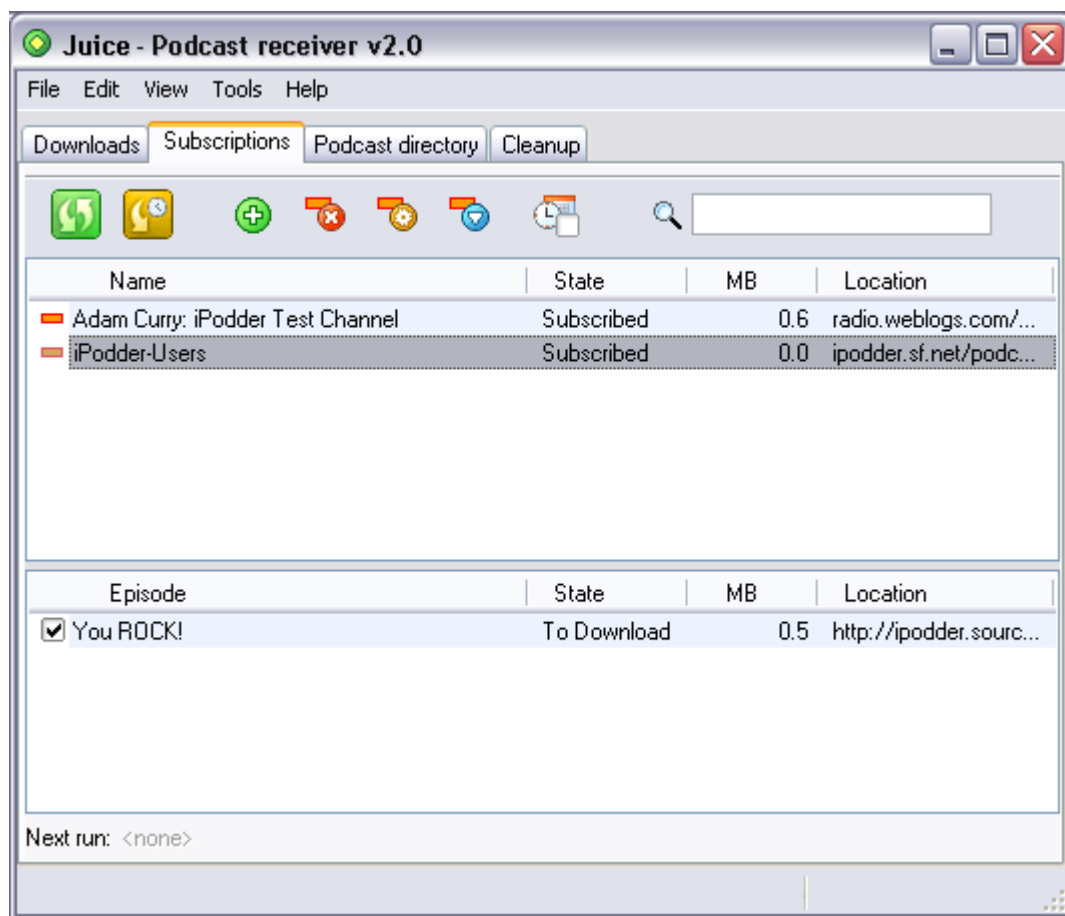 Juice - Podcast receiver v2.0
File Edit View Tools Help
Downloads Subscriptions Podcast directory Cleanup
Name State MB Location
Adam Curry: iPodder Test Channel Subscribed 0.6 radio.weblogs.com/...
iPodder-Users Subscribed 0.0 ipodder.sf.net/podc...
Episode State MB Location
You ROCK! To Download 0.5 http://ipodder.sourc...
Next run: <none>